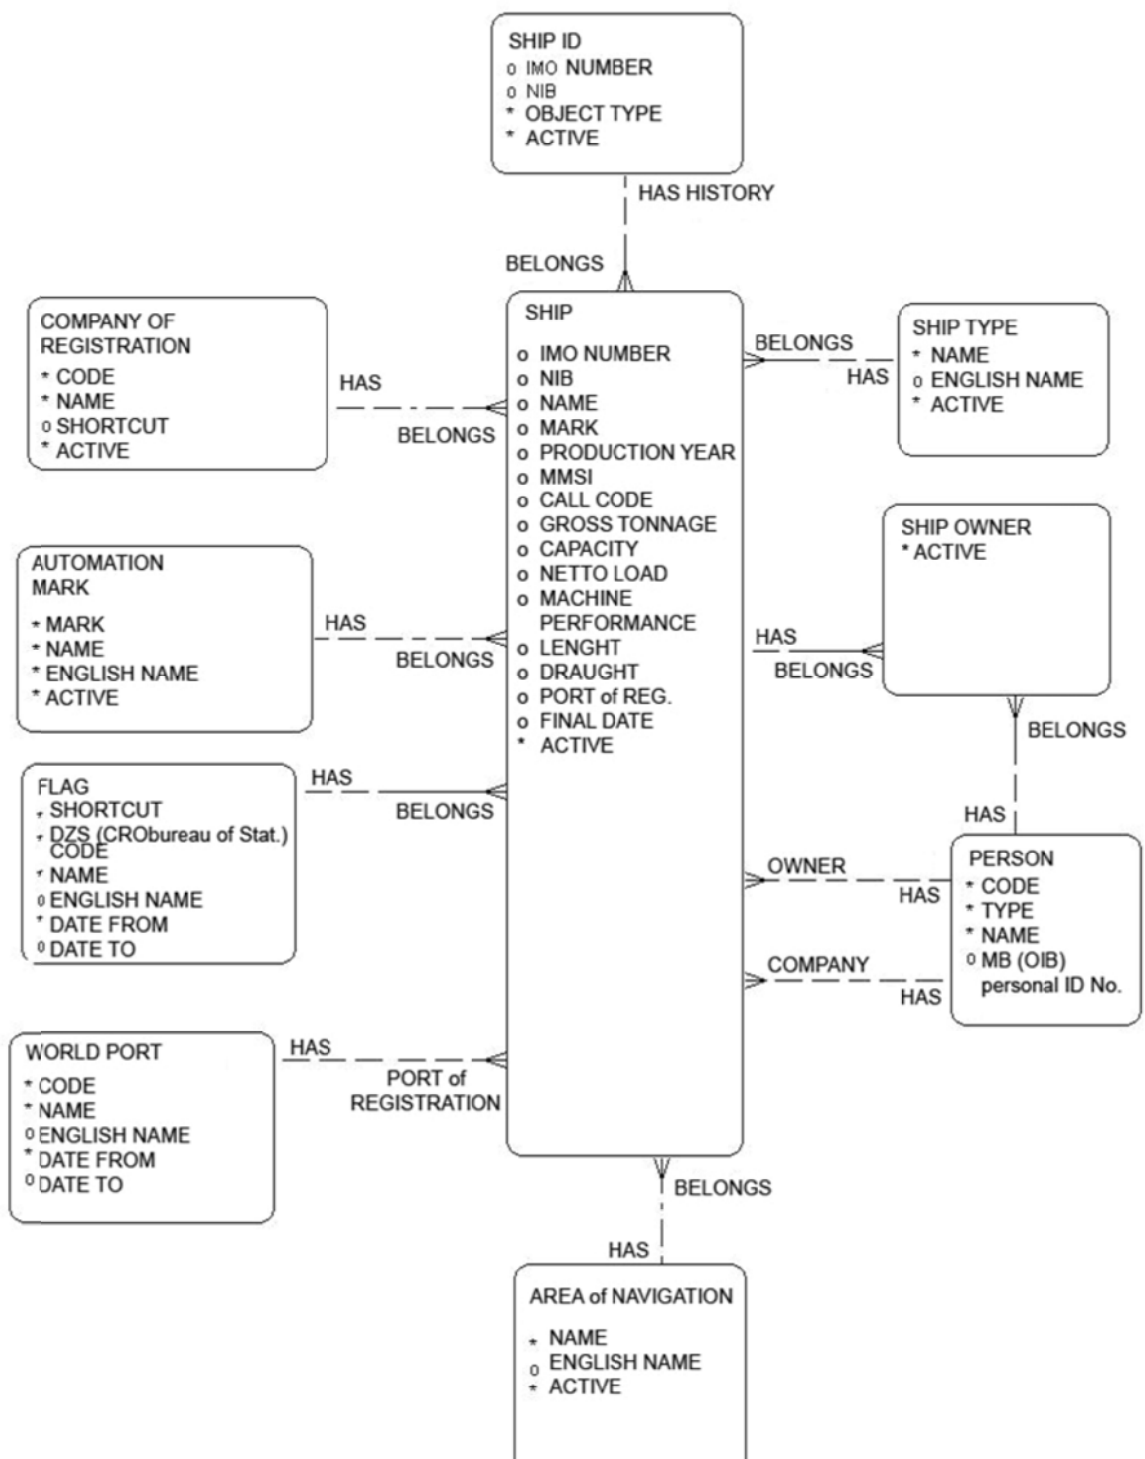 SHIP ID
o IMO NUMBER
o NIB
* OBJECT TYPE
* ACTIVE
HAS HISTORY
BELONGS
COMPANY OF
REGISTRATION
* CODE
* NAME
o SHORTCUT
* ACTIVE
HAS
BELONGS
AUTOMATION
MARK
* MARK
* NAME
* ENGLISH NAME
* ACTIVE
HAS
BELONGS
FLAG
* SHORTCUT
* DZS (CRObureau of Stat.)
CODE
* NAME
o ENGLISH NAME
* DATE FROM
o DATE TO
HAS
BELONGS
WORLD PORT
* CODE
* NAME
o ENGLISH NAME
* DATE FROM
o DATE TO
HAS
PORT of
REGISTRATION
SHIP
o IMO NUMBER
o NIB
o NAME
o MARK
o PRODUCTION YEAR
o MMSI
o CALL CODE
o GROSS TONNAGE
o CAPACITY
o NETTO LOAD
o MACHINE
PERFORMANCE
o LENGHT
o DRAUGHT
o PORT of REG.
o FINAL DATE
* ACTIVE
BELONGS
HAS
SHIP TYPE
* NAME
o ENGLISH NAME
* ACTIVE
SHIP OWNER
* ACTIVE
HAS
BELONGS
BELONGS
HAS
PERSON
* CODE
* TYPE
* NAME
o MB (OIB)
personal ID No.
OWNER
HAS
COMPANY
HAS
BELONGS
HAS
AREA of NAVIGATION
* NAME
o ENGLISH NAME
* ACTIVE